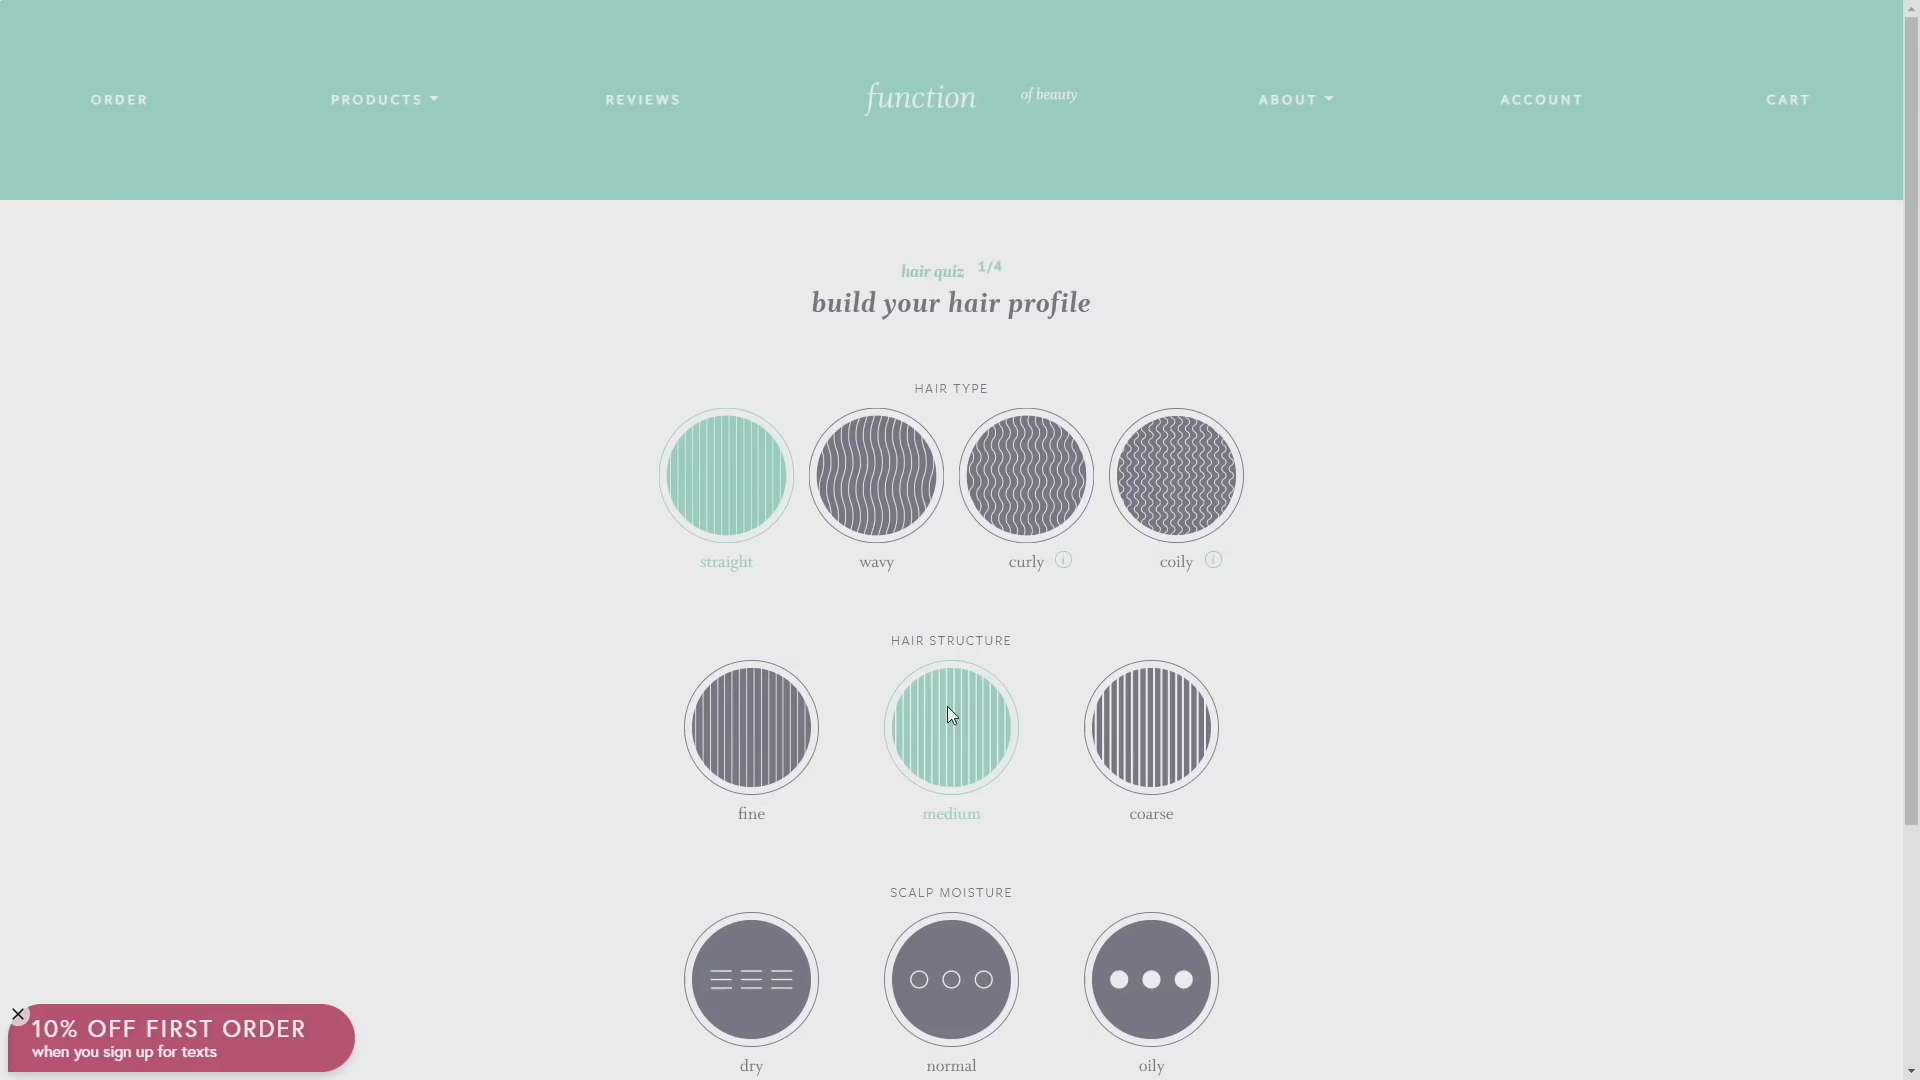 ORDER PRODUCTS REVIEWS function of beauty ABOUT ACCOUNT CART
hair quiz 1/4
build your hair profile
HAIR TYPE
straight wavy curly i coily i
HAIR STRUCTURE
fine medium coarse
SCALP MOISTURE
dry normal oily
10% OFF FIRST ORDER
when you sign up for texts